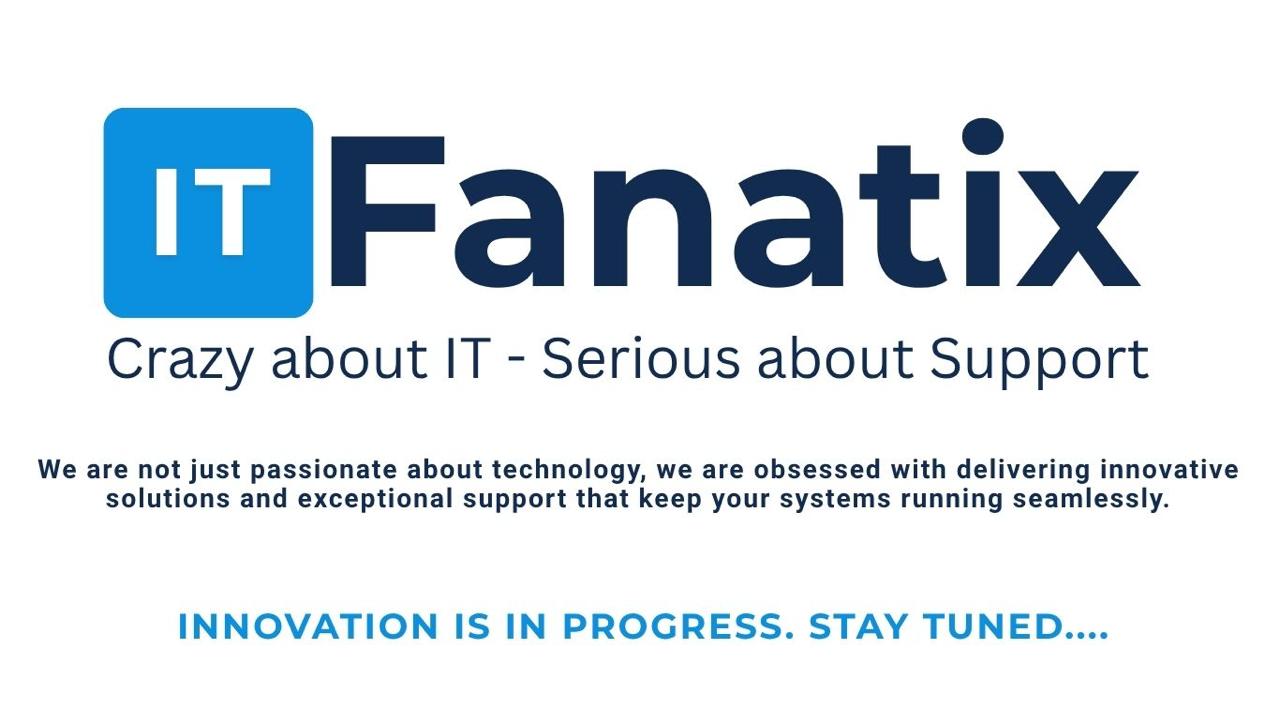 IT Fanatix
Crazy about IT - Serious about Support
We are not just passionate about technology, we are obsessed with delivering innovative
solutions and exceptional support that keep your systems running seamlessly.
INNOVATION IS IN PROGRESS. STAY TUNED....